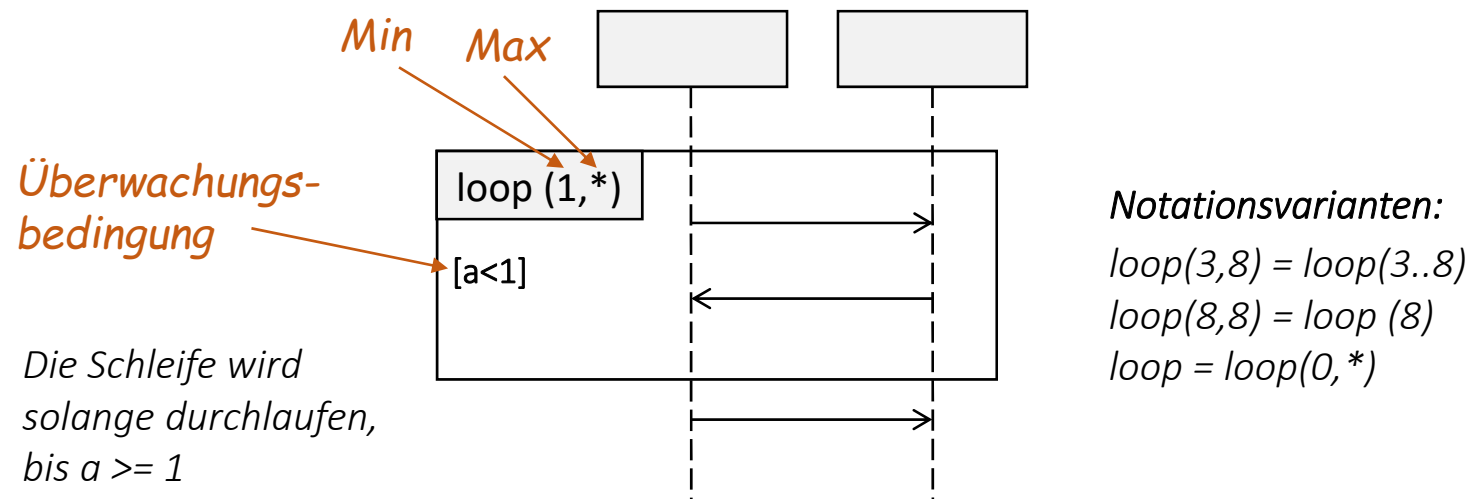 Min
Max
Überwachungs-
bedingung
loop (1,*)
[a<1]
Die Schleife wird
solange durchlaufen,
bis a >= 1
Notationsvarianten:
loop(3,8) = loop(3..8)
loop(8,8) = loop (8)
loop = loop(0,*)